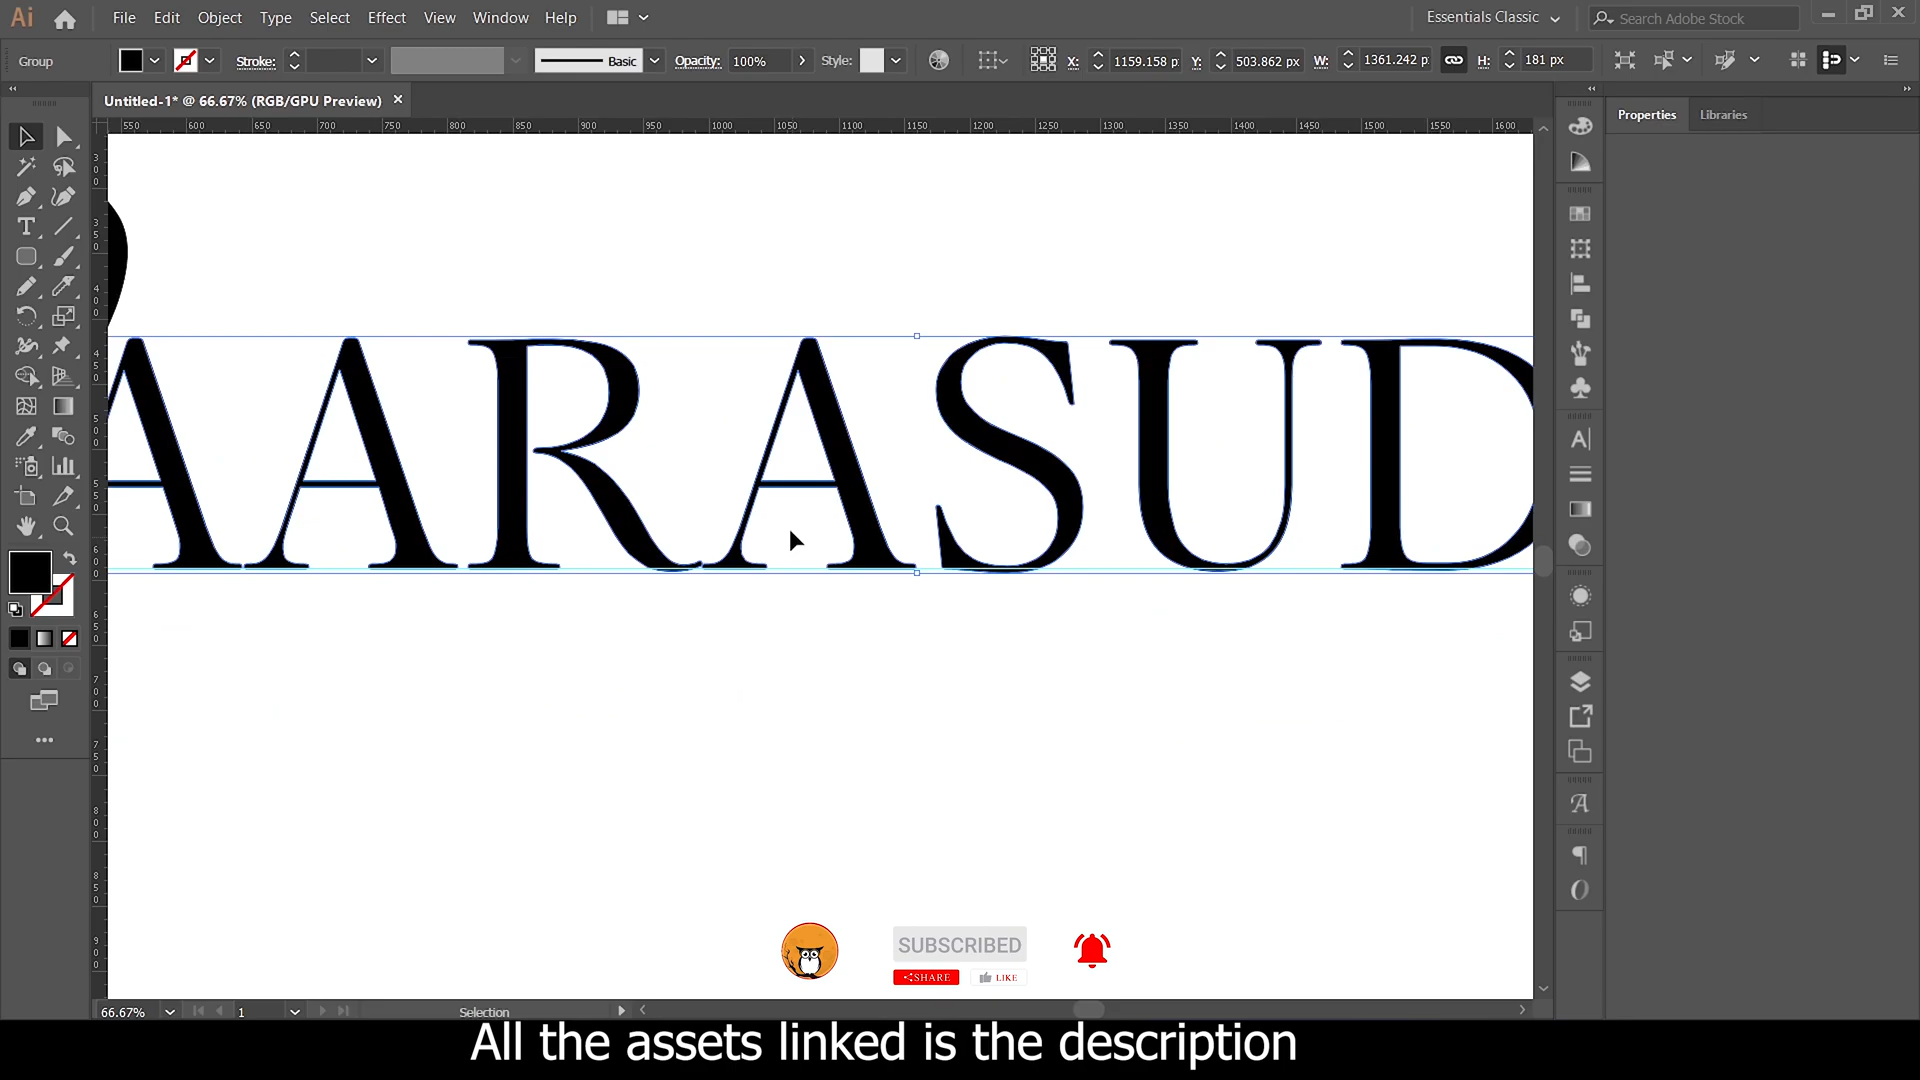 Ai File Edit Object Type Select Effect View Window Help Essentials Classic Search Adobe Stock
Group Stroke: Basic Opacity: 100% Style: X: 1159.158 p Y: 503.862 px W: 1361.242 p H: 181 px
Untitled-1* @ 66.67% (RGB/GPU Preview)
Properties Libraries
550 600 650 700 750 800 850 900 950 1000 1050 1100 1150 1200 1250 1300 1350 1400 1450 1500 1550 1600
AARASUD
SUBSCRIBED
SHARE LIKE
66.67% 1 Selection
All the assets linked is the description